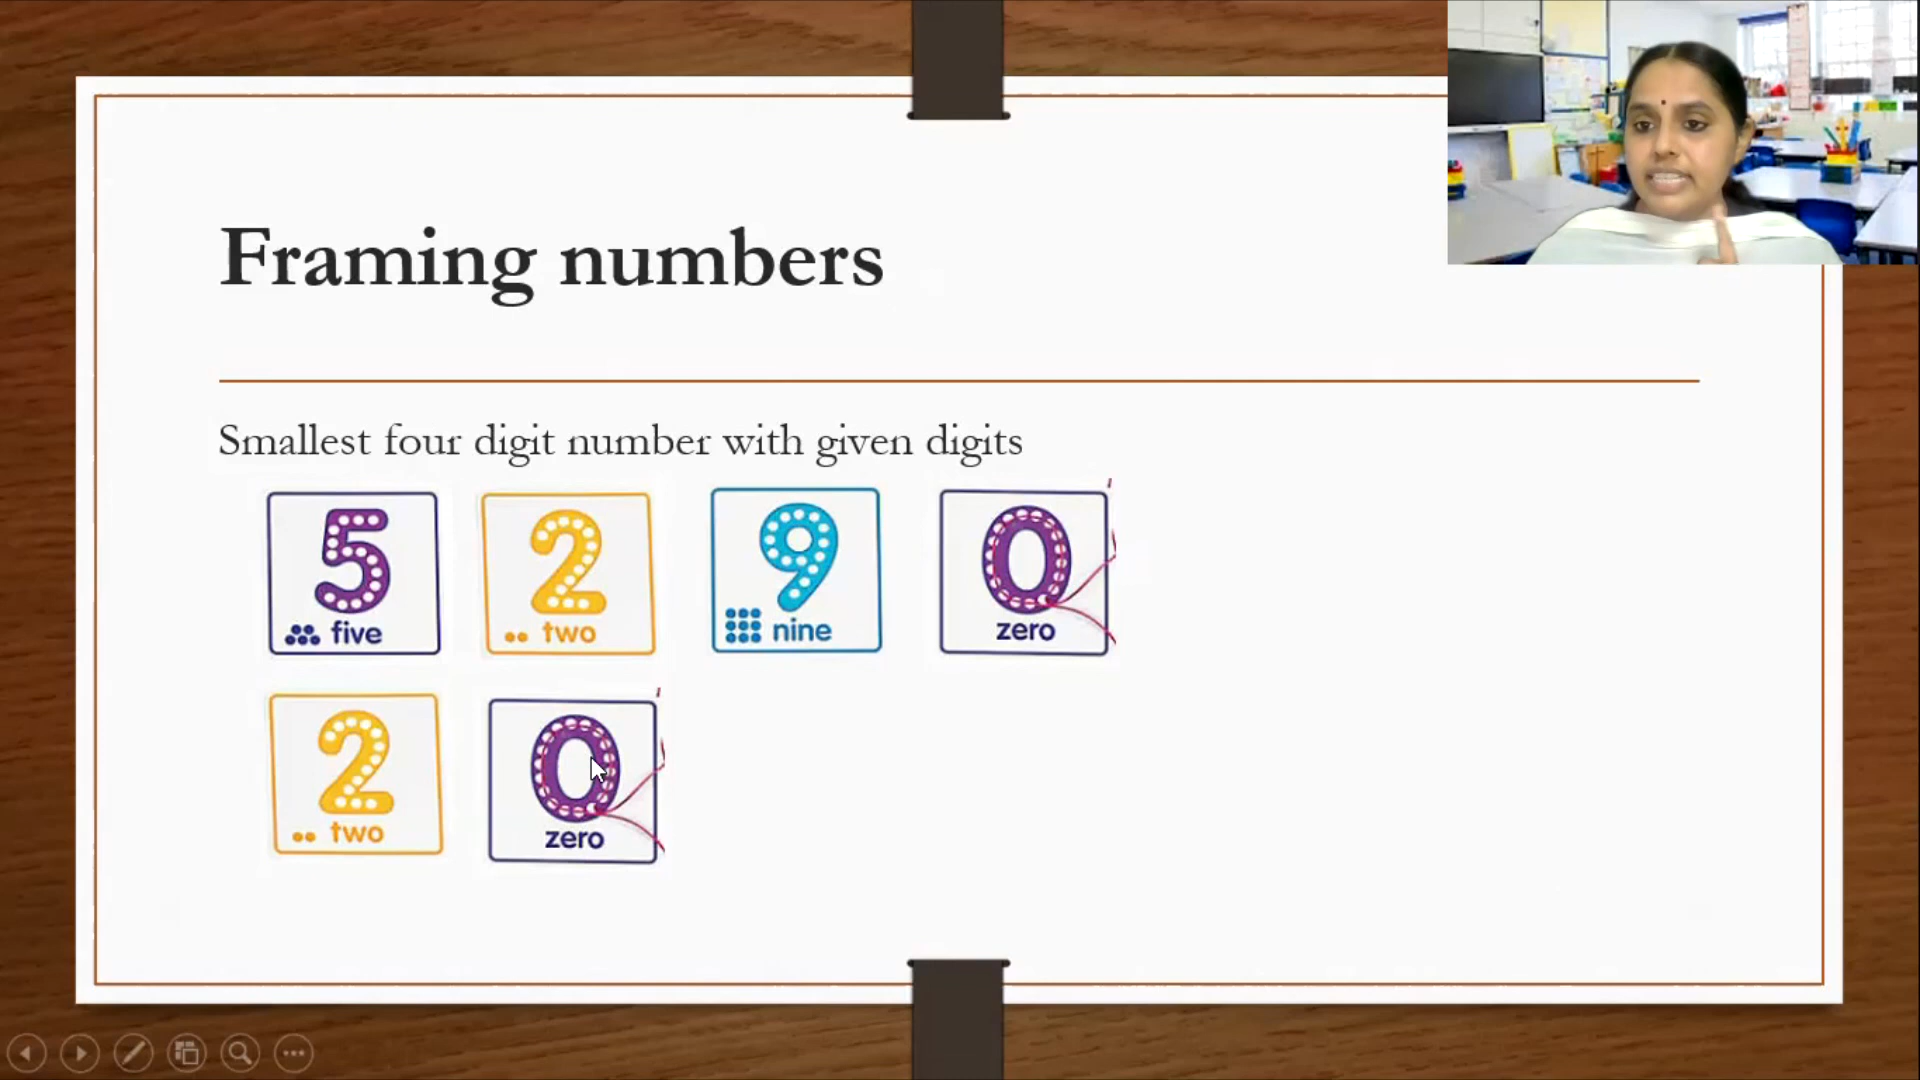 Framing numbers
Smallest four digit number with given digits
5 2 9 0
five two nine zero
2 0
two zero